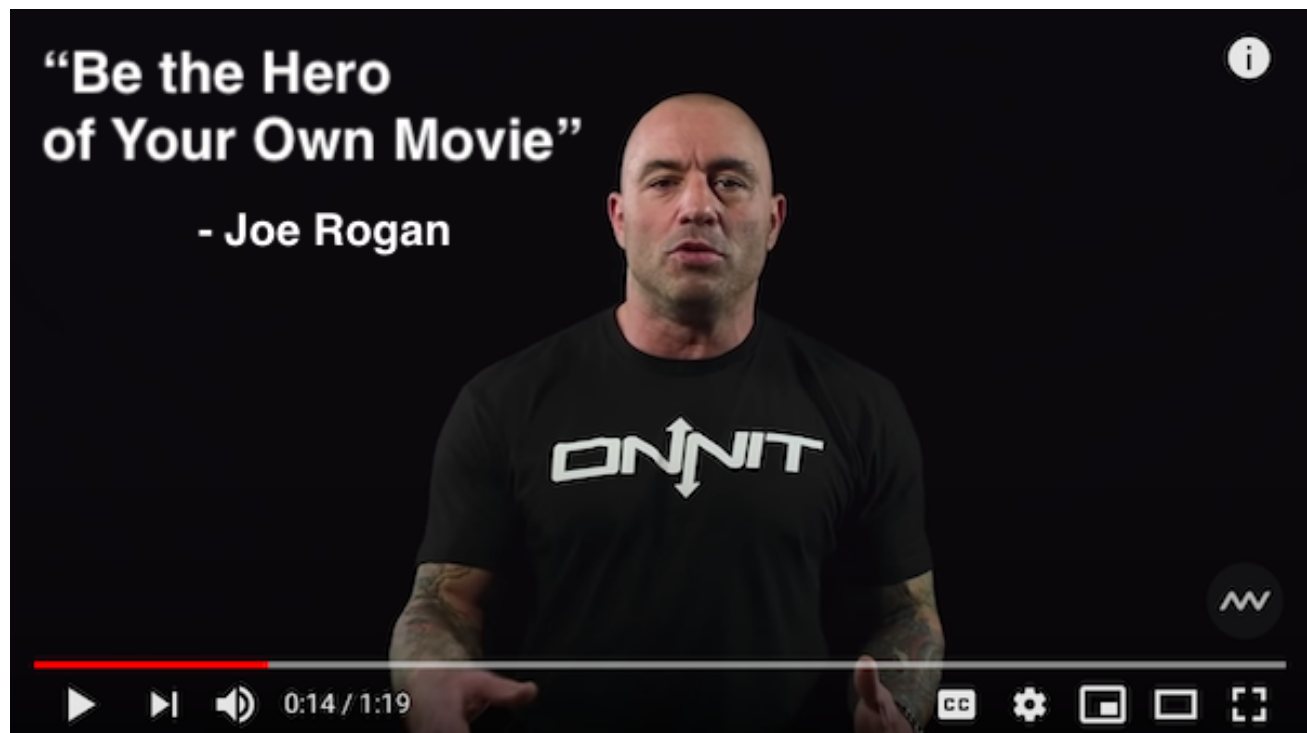 “Be the Hero
of Your Own Movie”
- Joe Rogan
i
ONNIT
0:14 / 1:19
CC